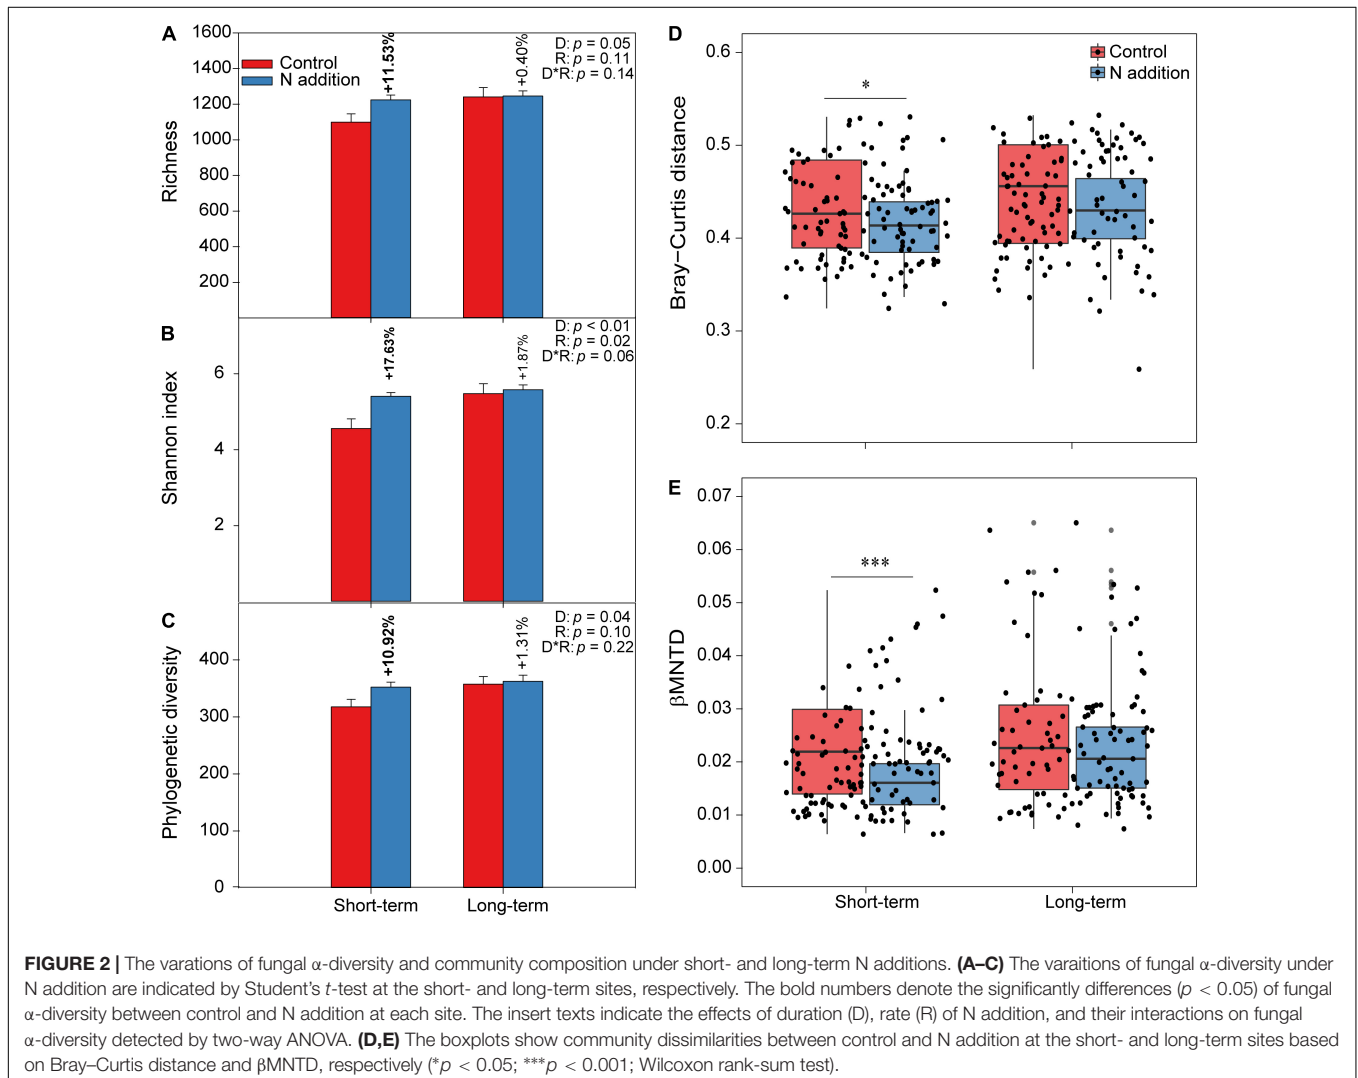 A
1600
1400
1200
1000
800
600
400
200
Richness
Control
N addition
+11.53%
+0.40%
D: p = 0.05
R: p = 0.11
D*R: p = 0.14
B
6
4
2
Shannon index
+17.63%
+1.87%
D: p < 0.01
R: p = 0.02
D*R: p = 0.06
C
400
300
200
100
0
Phylogenetic diversity
+10.92%
+1.31%
D: p = 0.04
R: p = 0.10
D*R: p = 0.22
Short-term
Long-term
D
0.6
0.5
0.4
0.3
0.2
Bray–Curtis distance
Control
N addition
*
E
0.07
0.06
0.05
0.04
0.03
0.02
0.01
0.00
βMNTD
***
Short-term
Long-term
FIGURE 2 | The varations of fungal α-diversity and community composition under short- and long-term N additions. (A–C) The varaitions of fungal α-diversity under
N addition are indicated by Student's t-test at the short- and long-term sites, respectively. The bold numbers denote the significantly differences (p < 0.05) of fungal
α-diversity between control and N addition at each site. The insert texts indicate the effects of duration (D), rate (R) of N addition, and their interactions on fungal
α-diversity detected by two-way ANOVA. (D,E) The boxplots show community dissimilarities between control and N addition at the short- and long-term sites based
on Bray–Curtis distance and βMNTD, respectively (*p < 0.05; ***p < 0.001; Wilcoxon rank-sum test).